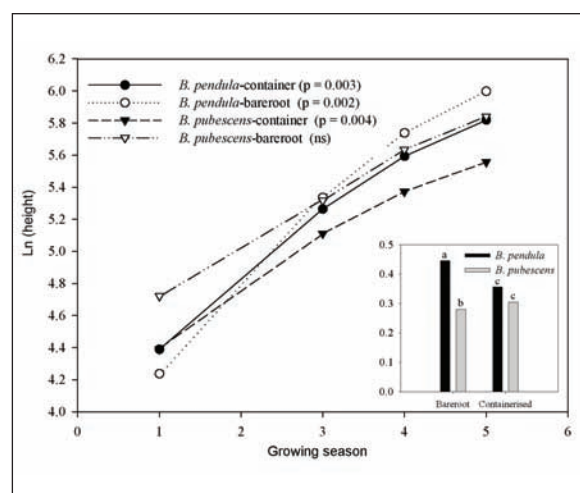 6.2
6.0
5.8
5.6
5.4
5.2
5.0
4.8
4.6
4.4
4.2
4.0
Ln (height)
B. pendula-container (p = 0.003)
B. pendula-bareroot (p = 0.002)
B. pubescens-container (p = 0.004)
B. pubescens-bareroot (ns)
0 1 2 3 4 5 6
Growing season
0.5
0.4
0.3
0.2
0.1
0.0
B. pendula
B. pubescens
a
b
c
c
Bareroot Containerised